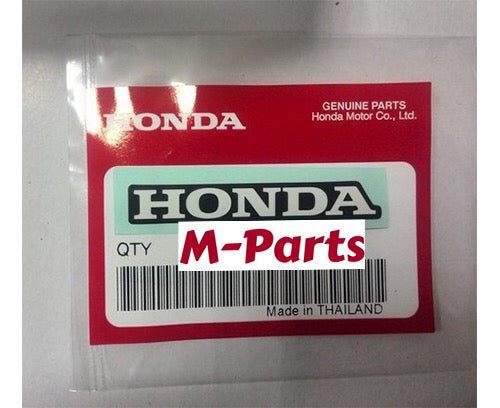 GENUINE PARTS
Honda Motor Co., Ltd.
HONDA
HONDA
M-Parts
QTY
Made in THAILAND